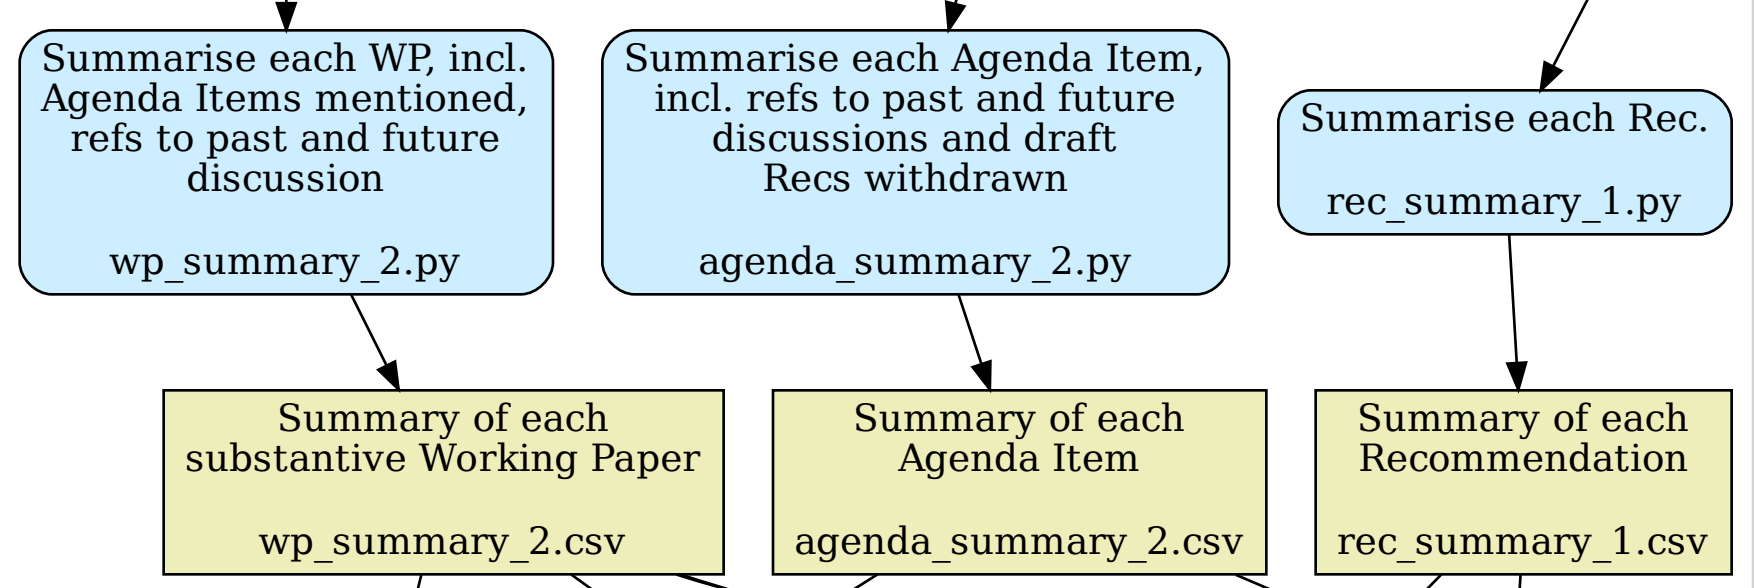 Summarise each WP, incl.
Agenda Items mentioned,
refs to past and future
discussion
wp_summary_2.py
Summarise each Agenda Item,
incl. refs to past and future
discussions and draft
Recs withdrawn
agenda_summary_2.py
Summarise each Rec.
rec_summary_1.py
Summary of each
substantive Working Paper
wp_summary_2.csv
Summary of each
Agenda Item
agenda_summary_2.csv
Summary of each
Recommendation
rec_summary_1.csv